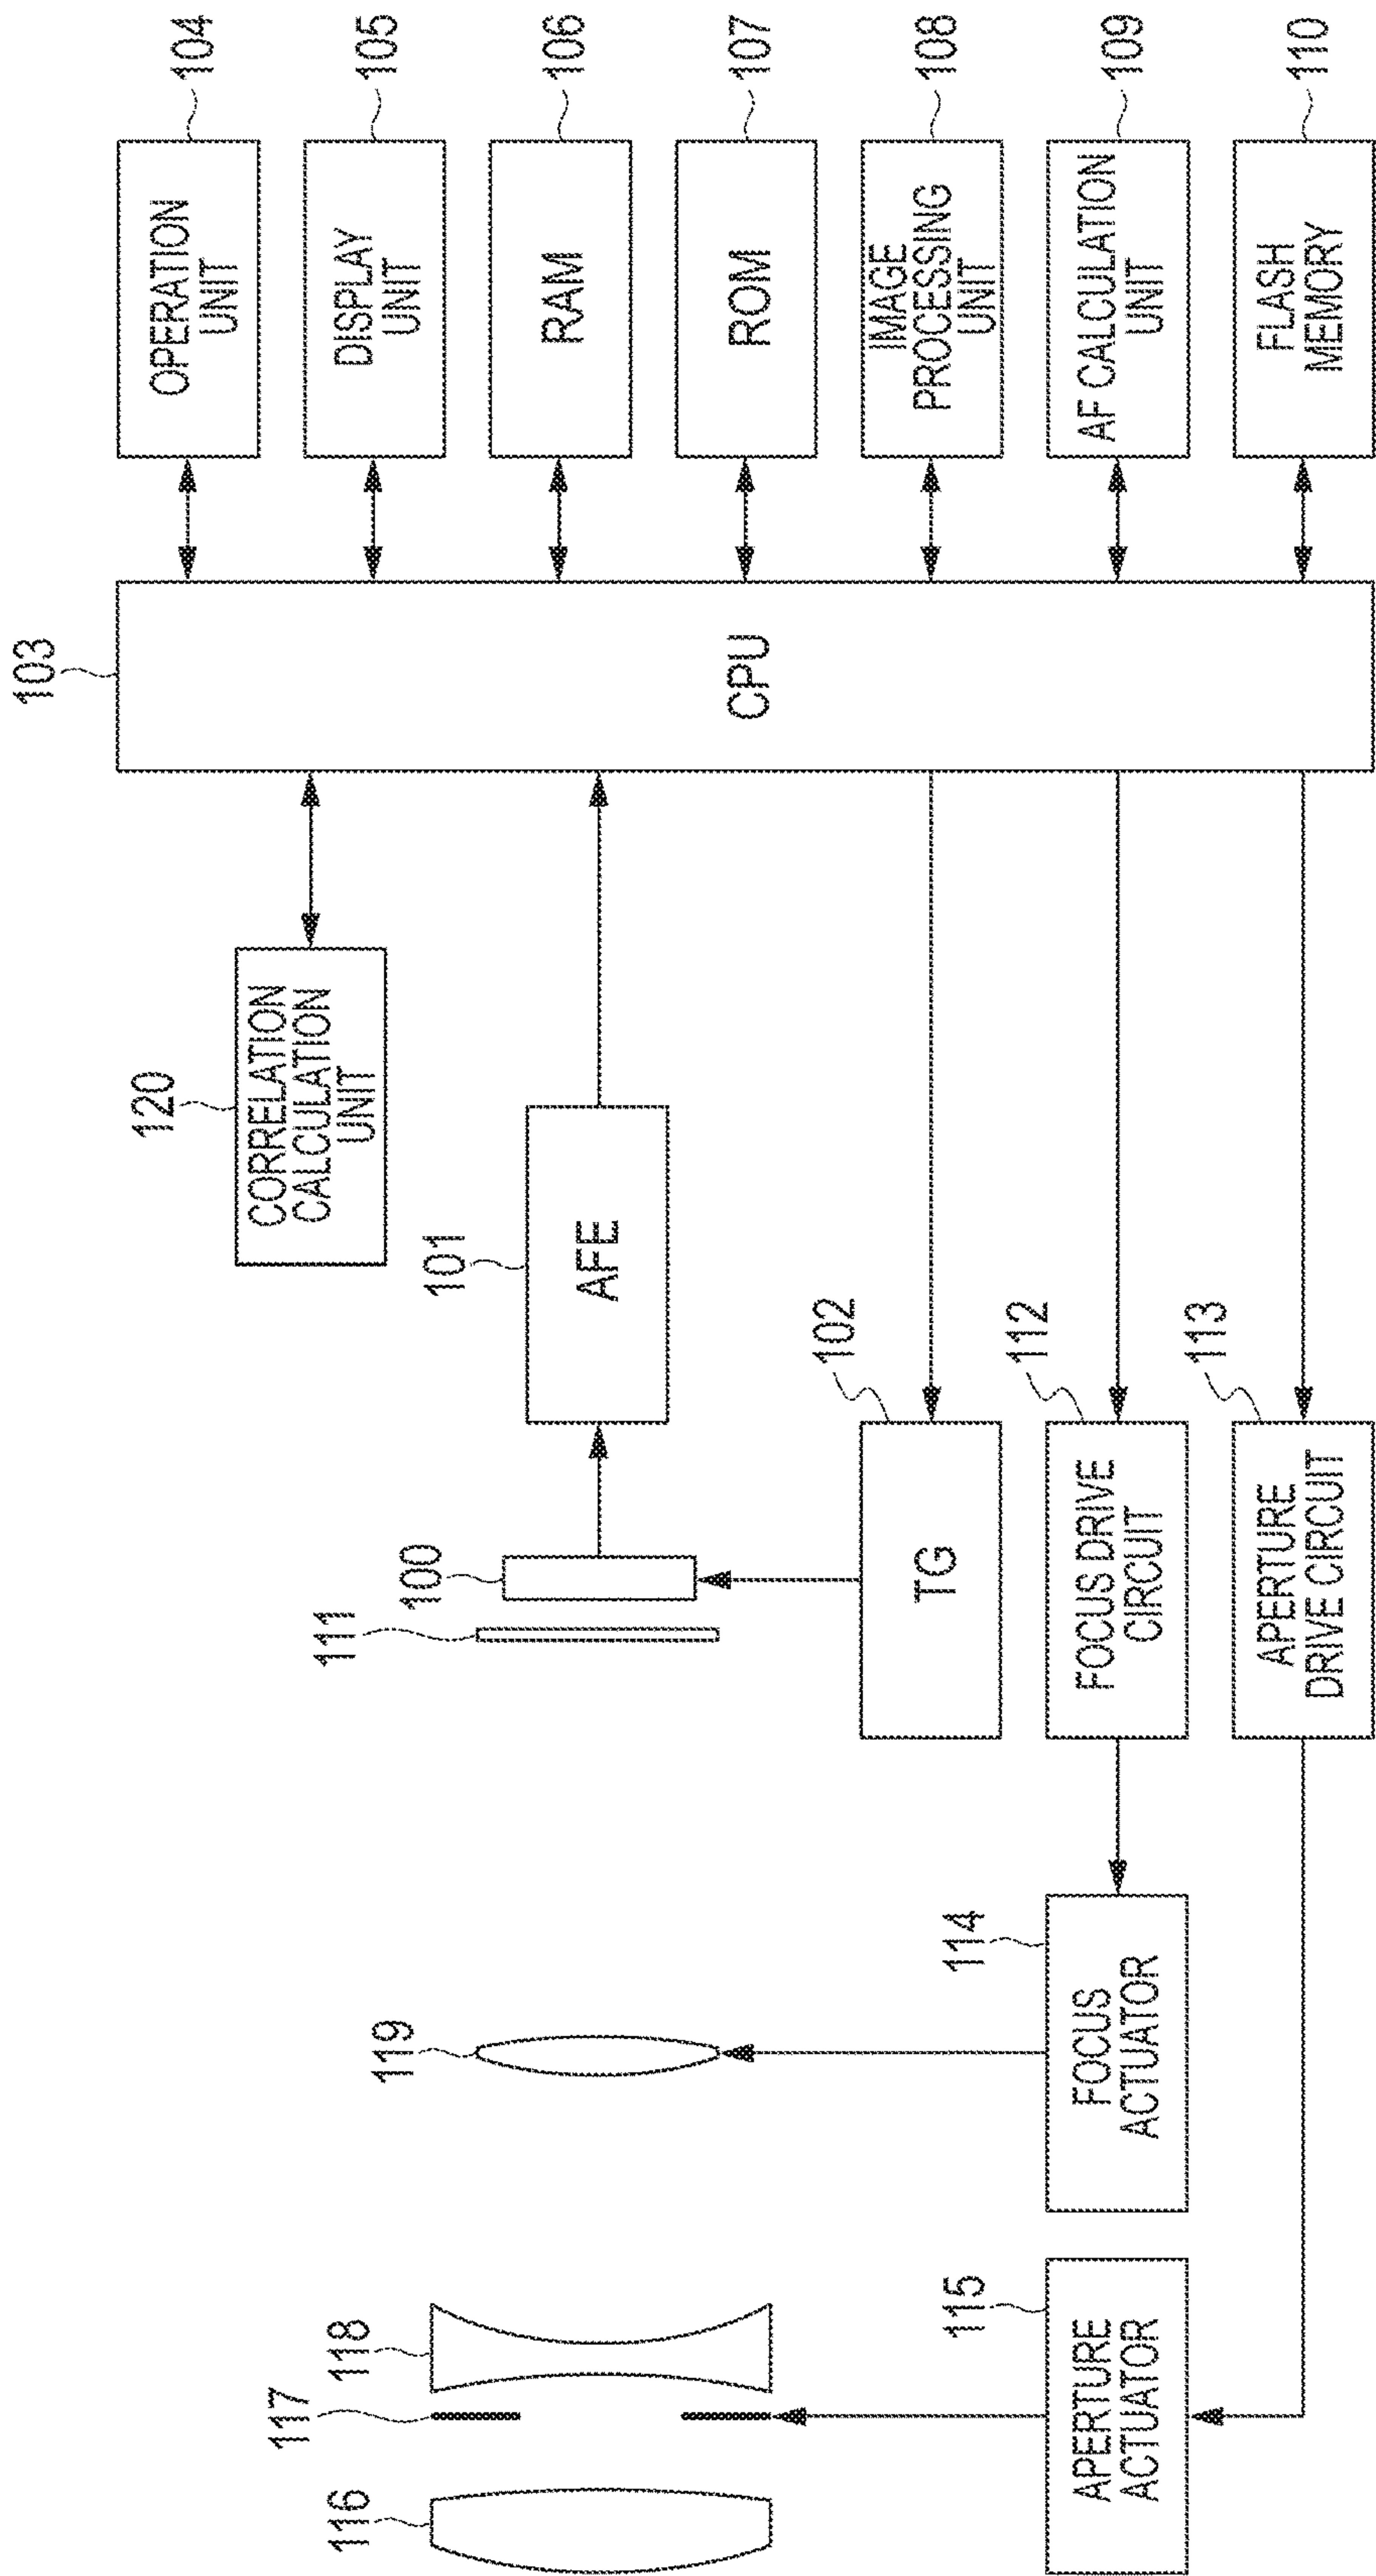 116
117
118
119
111
100
101
AFE
120
CORRELATION
CALCULATION
UNIT
103
CPU
115
APERTURE
ACTUATOR
114
FOCUS
ACTUATOR
102
TG
112
FOCUS DRIVE
CIRCUIT
113
APERTURE
DRIVE CIRCUIT
OPERATION
UNIT
104
DISPLAY
UNIT
105
RAM
106
ROM
107
IMAGE
PROCESSING
UNIT
108
AF CALCULATION
UNIT
109
FLASH
MEMORY
110